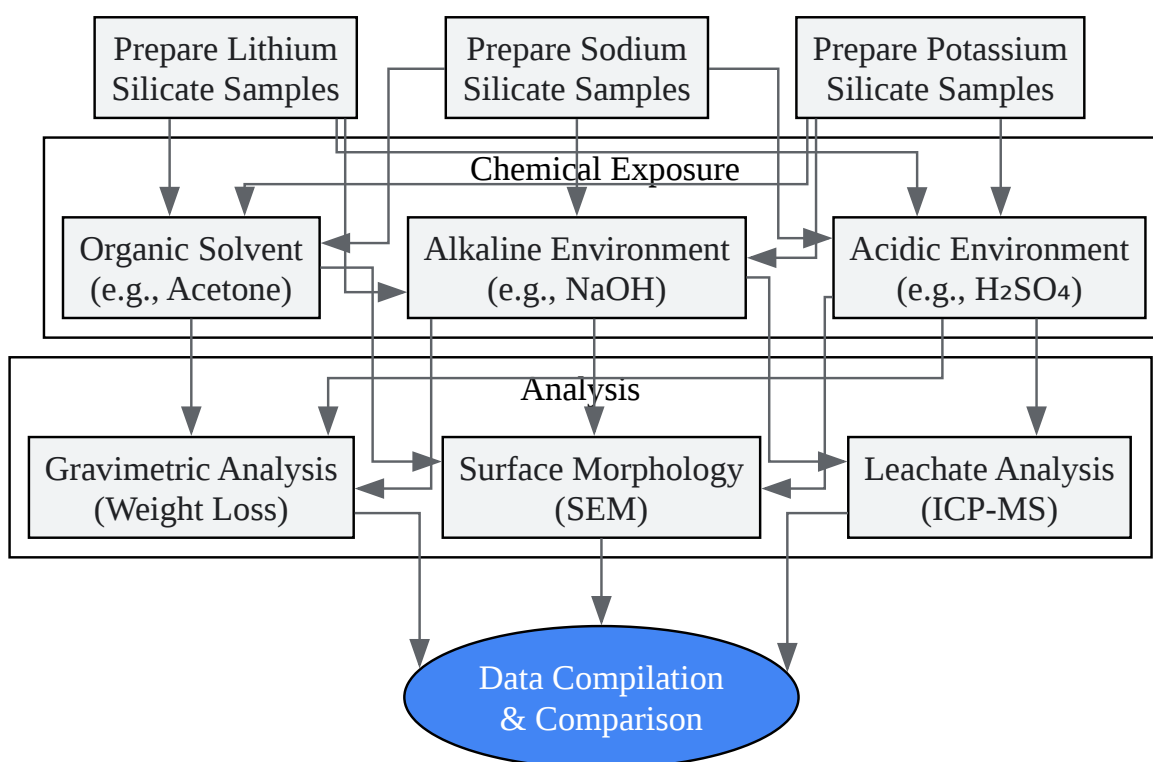 Prepare Lithium
Silicate Samples
Prepare Sodium
Silicate Samples
Prepare Potassium
Silicate Samples
Chemical Exposure
Organic Solvent
(e.g., Acetone)
Alkaline Environment
(e.g., NaOH)
Acidic Environment
(e.g., H₂SO₄)
Analysis
Gravimetric Analysis
(Weight Loss)
Surface Morphology
(SEM)
Leachate Analysis
(ICP-MS)
Data Compilation
& Comparison